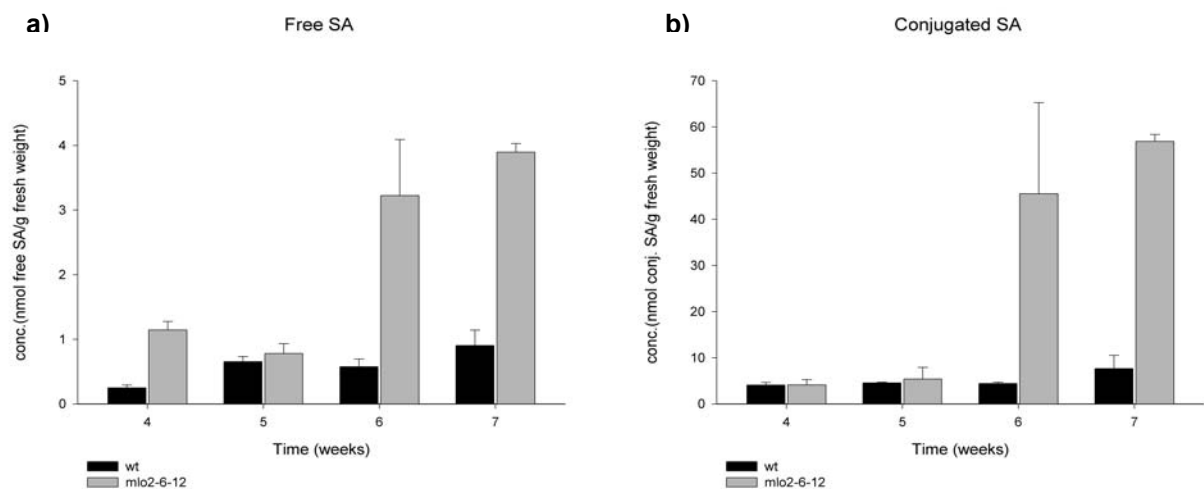 a)
Free SA
conc.(nmol free SA/g fresh weight)
5
4
3
2
1
0
4 5 6 7
Time (weeks)
wt
mlo2-6-12
b)
Conjugated SA
conc.(nmol conj. SA/g fresh weight)
70
60
50
40
30
20
10
0
4 5 6 7
Time (weeks)
wt
mlo2-6-12